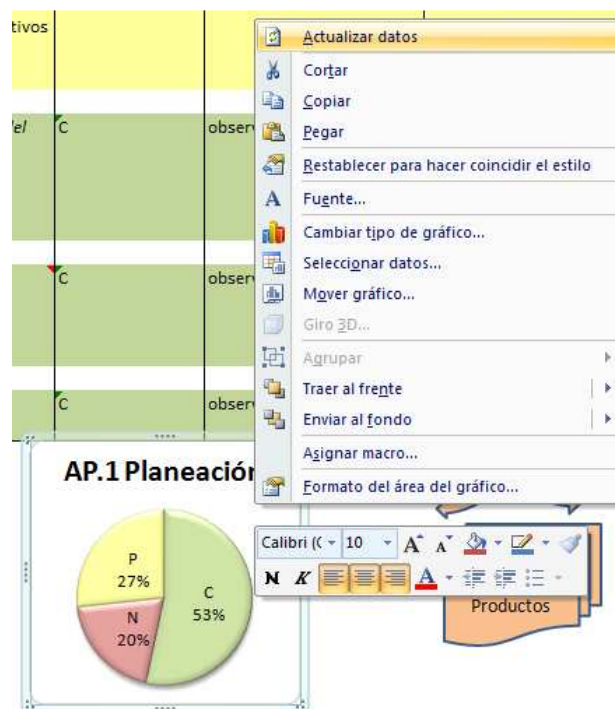 tivos
Actualizar datos
Cortar
Copiar
Pegar
Restablecer para hacer coincidir el estilo
Fuente...
Cambiar tipo de gráfico...
Seleccionar datos...
Mover gráfico...
Giro 3D...
Agrupar
Traer al frente
Enviar al fondo
Asignar macro...
Formato del área del gráfico...
el C obser
C obser
C obser
AP.1 Planeación
P
27%
C
53%
N
20%
Calibri (C 10 A A
N K A
Productos